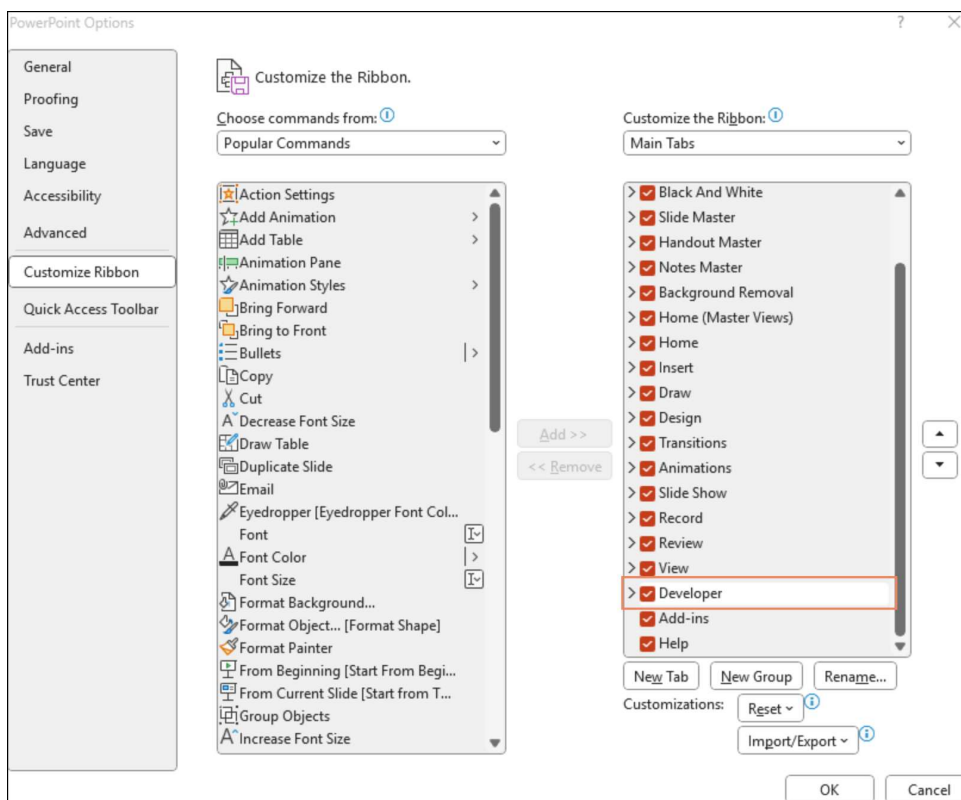 PowerPoint Options
?
General
Proofing
Save
Language
Accessibility
Advanced
Customize Ribbon
Quick Access Toolbar
Add-ins
Trust Center
Customize the Ribbon.
Choose commands from:
Popular Commands
Action Settings
Add Animation
Add Table
Animation Pane
Animation Styles
Bring Forward
Bring to Front
Bullets
Copy
Cut
Decrease Font Size
Draw Table
Duplicate Slide
Email
Eyedropper [Eyedropper Font Col...
Font
Font Color
Font Size
Format Background...
Format Object... [Format Shape]
Format Painter
From Beginning [Start From Begi...
From Current Slide [Start from T...
Group Objects
Increase Font Size
Add >>
<< Remove
Customize the Ribbon:
Main Tabs
Black And White
Slide Master
Handout Master
Notes Master
Background Removal
Home (Master Views)
Home
Insert
Draw
Design
Transitions
Animations
Slide Show
Record
Review
View
Developer
Add-ins
Help
New Tab New Group Rename...
Customizations: Reset
Import/Export
OK Cancel